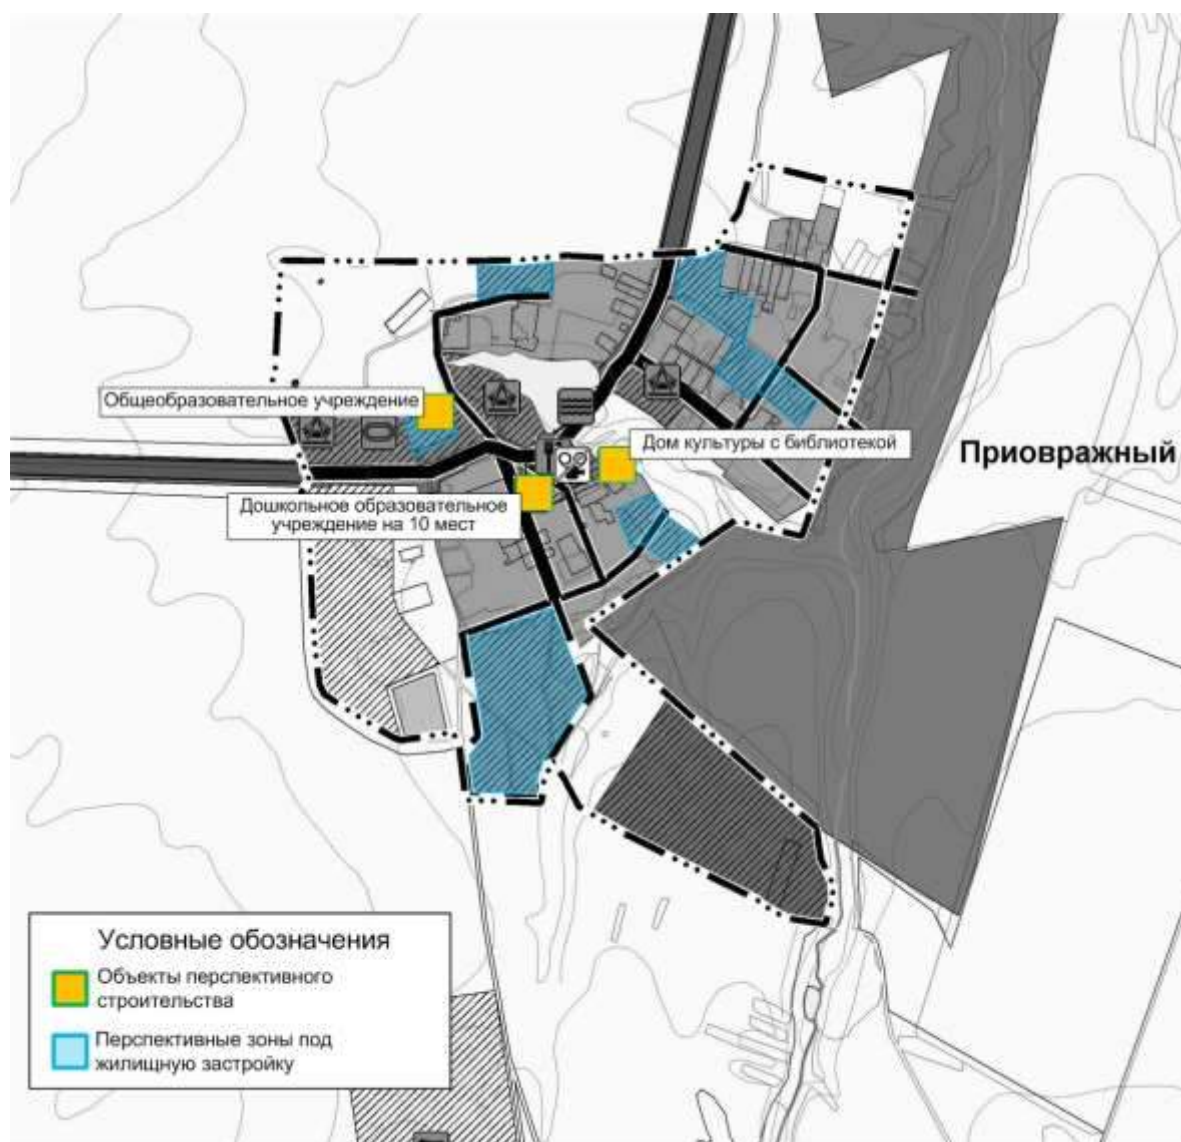 Общеобразовательное учреждение
Дом культуры с библиотекой
Приовражный
Дошкольное образовательное
учреждение на 10 мест
Условные обозначения
Объекты перспективного
строительства
Перспективные зоны под
жилищную застройку